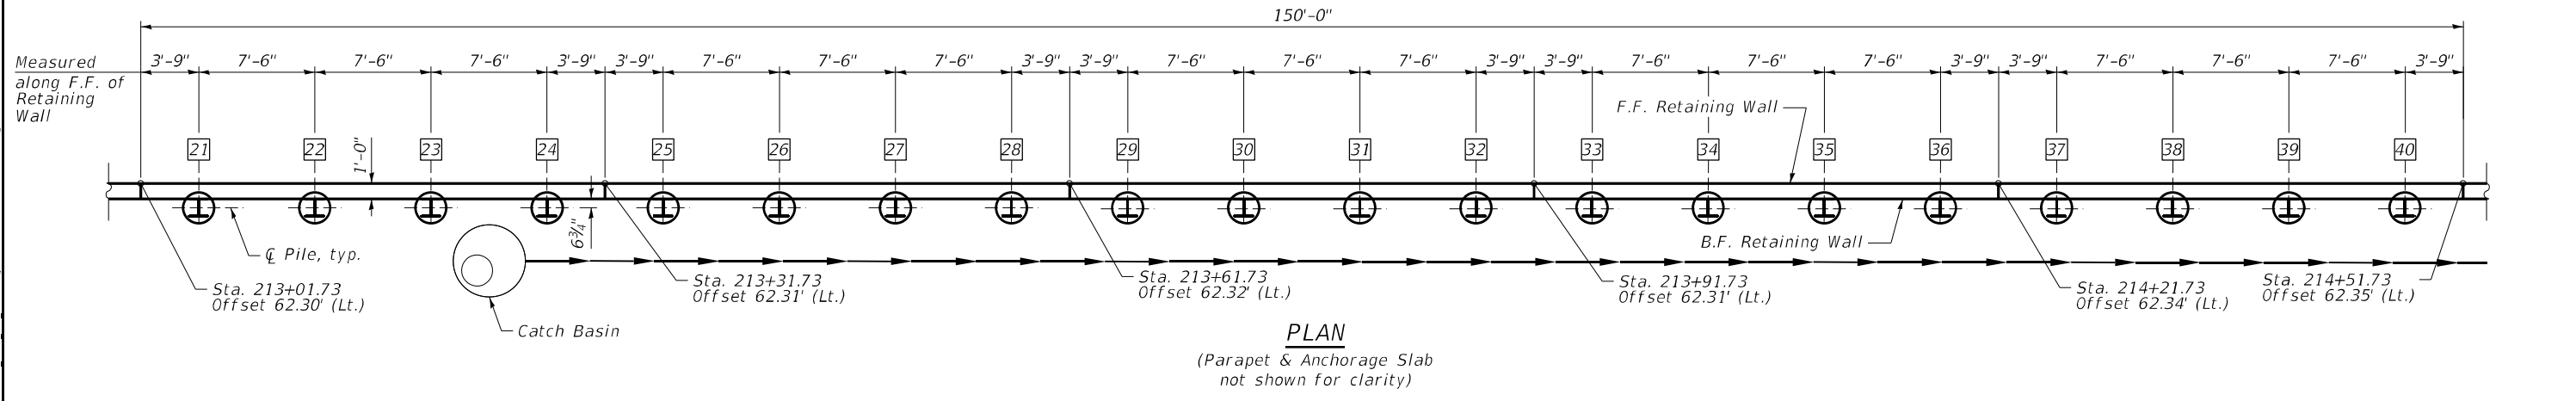 150'-0"
Measured
along F.F. of
Retaining
Wall
3'-9" 7'-6" 7'-6" 7'-6" 3'-9" 3'-9" 7'-6" 7'-6" 7'-6" 3'-9" 3'-9" 7'-6" 7'-6" 7'-6" 3'-9" 3'-9" 7'-6" 7'-6" 7'-6" 3'-9" 3'-9" 7'-6" 7'-6" 7'-6" 3'-9"
F.F. Retaining Wall
21 22 23 24 25 26 27 28 29 30 31 32 33 34 35 36 37 38 39 40
1'-0"
6¾"
℄ Pile, typ.
B.F. Retaining Wall
Sta. 213+01.73
Offset 62.30' (Lt.)
Sta. 213+31.73
Offset 62.31' (Lt.)
Sta. 213+61.73
Offset 62.32' (Lt.)
Sta. 213+91.73
Offset 62.31' (Lt.)
Sta. 214+21.73
Offset 62.34' (Lt.)
Sta. 214+51.73
Offset 62.35' (Lt.)
Catch Basin
PLAN
(Parapet & Anchorage Slab
not shown for clarity)